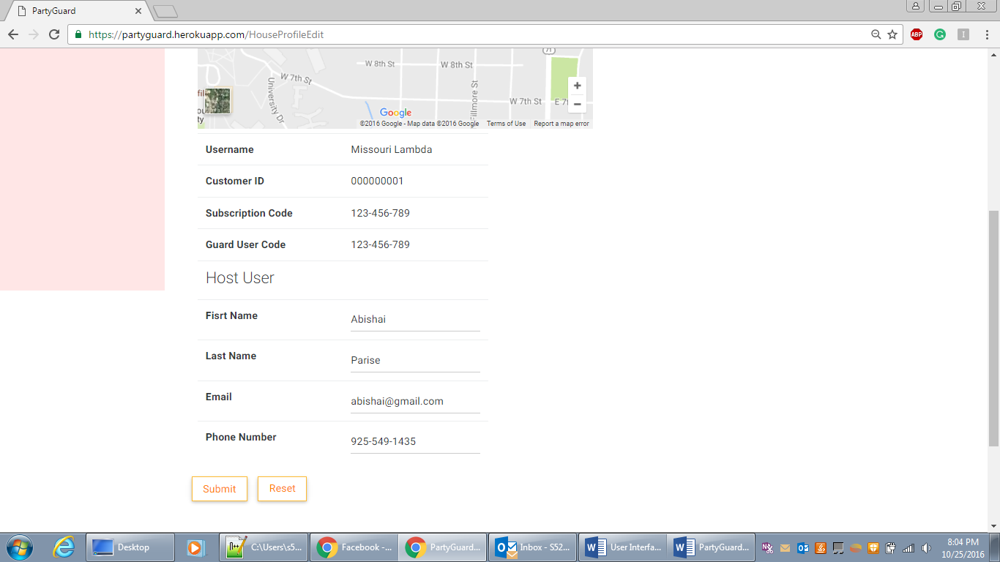 PartyGuard
https://partyguard.herokuapp.com/HouseProfileEdit
ABP
71
W 8th St
W 8th St
W 7th St
University Dr
Fillmore St
W 7th St
E 7t
ty
Google
©2016 Google - Map data ©2016 Google
Terms of Use
Report a map error
Username
Missouri Lambda
Customer ID
000000001
Subscription Code
123-456-789
Guard User Code
123-456-789
Host User
Fisrt Name
Abishai
Last Name
Parise
Email
abishai@gmail.com
Phone Number
925-549-1435
Submit
Reset
Desktop
C:\Users\s5...
Facebook -...
PartyGuard...
Inbox - S52...
User Interfa...
PartyGuard...
8:04 PM
10/25/2016